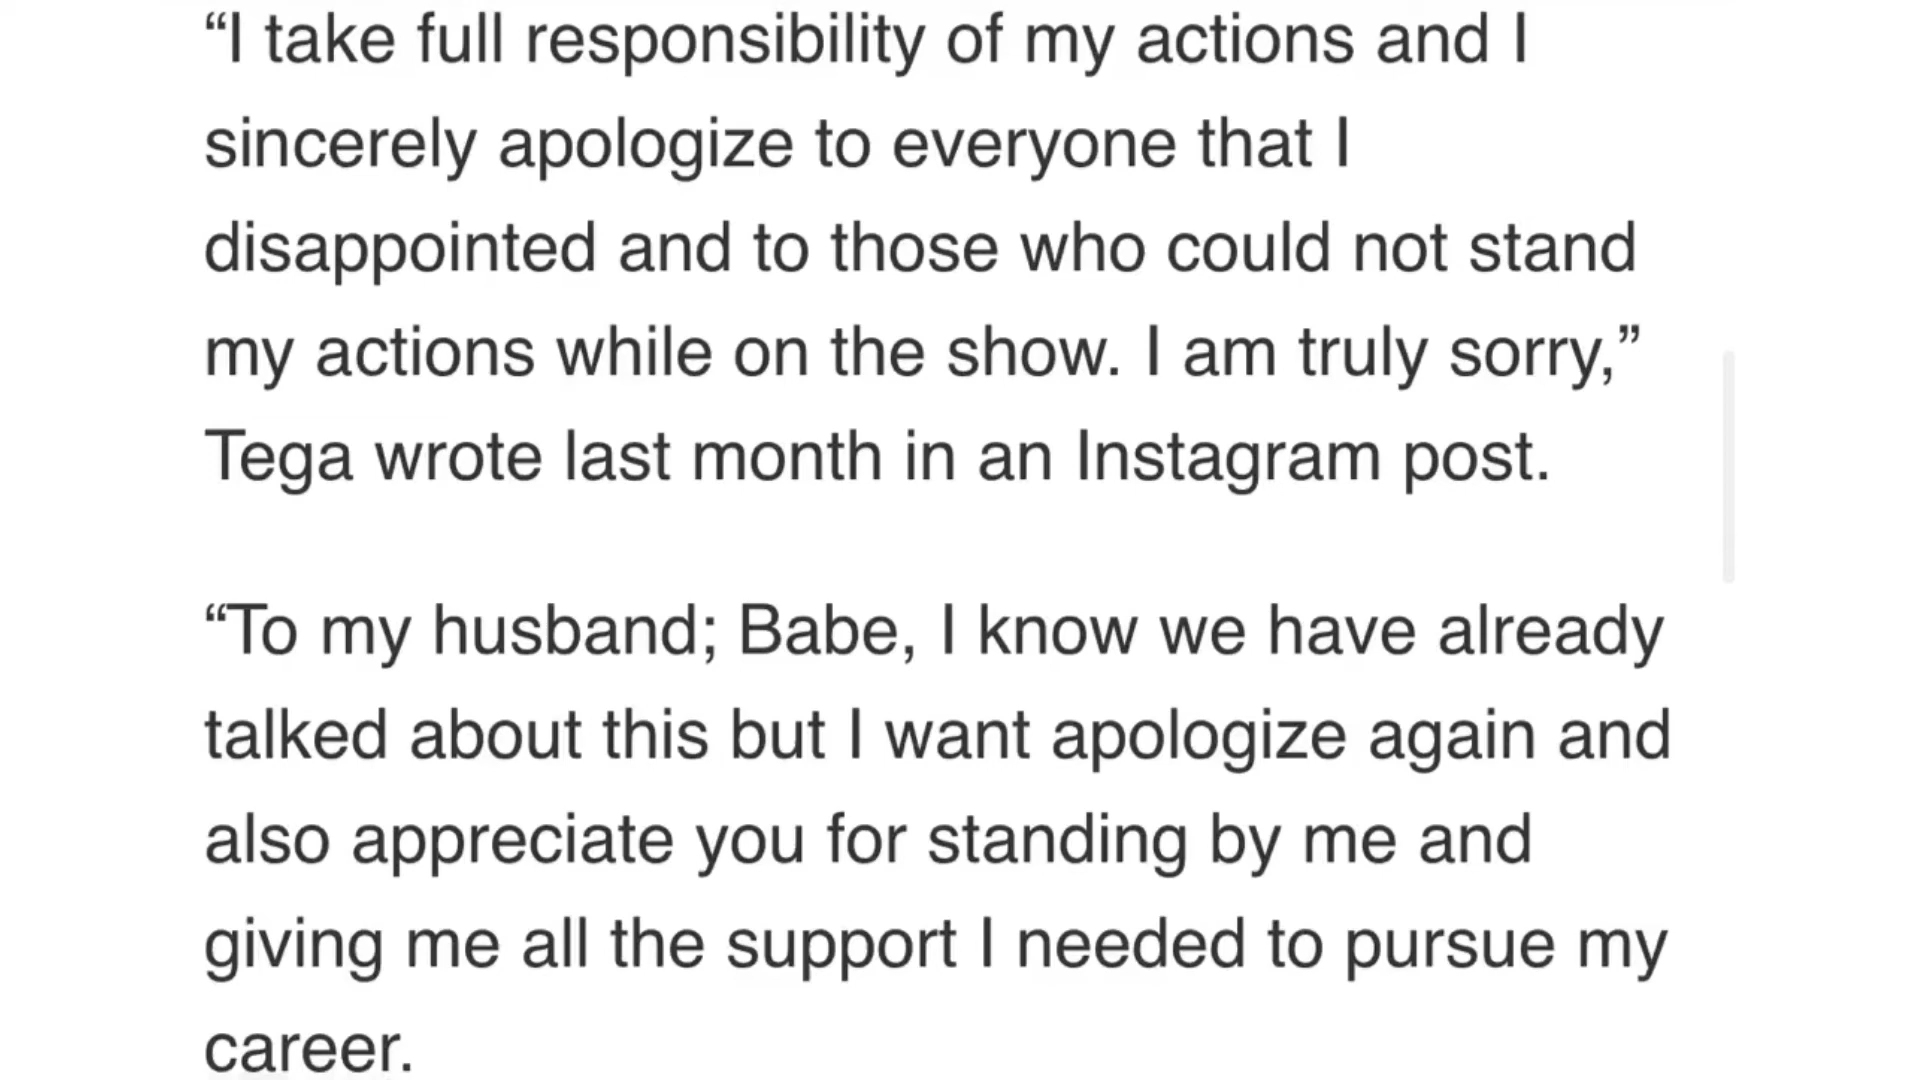 “I take full responsibility of my actions and I
sincerely apologize to everyone that I
disappointed and to those who could not stand
my actions while on the show. I am truly sorry,”
Tega wrote last month in an Instagram post.
“To my husband; Babe, I know we have already
talked about this but I want apologize again and
also appreciate you for standing by me and
giving me all the support I needed to pursue my
career.